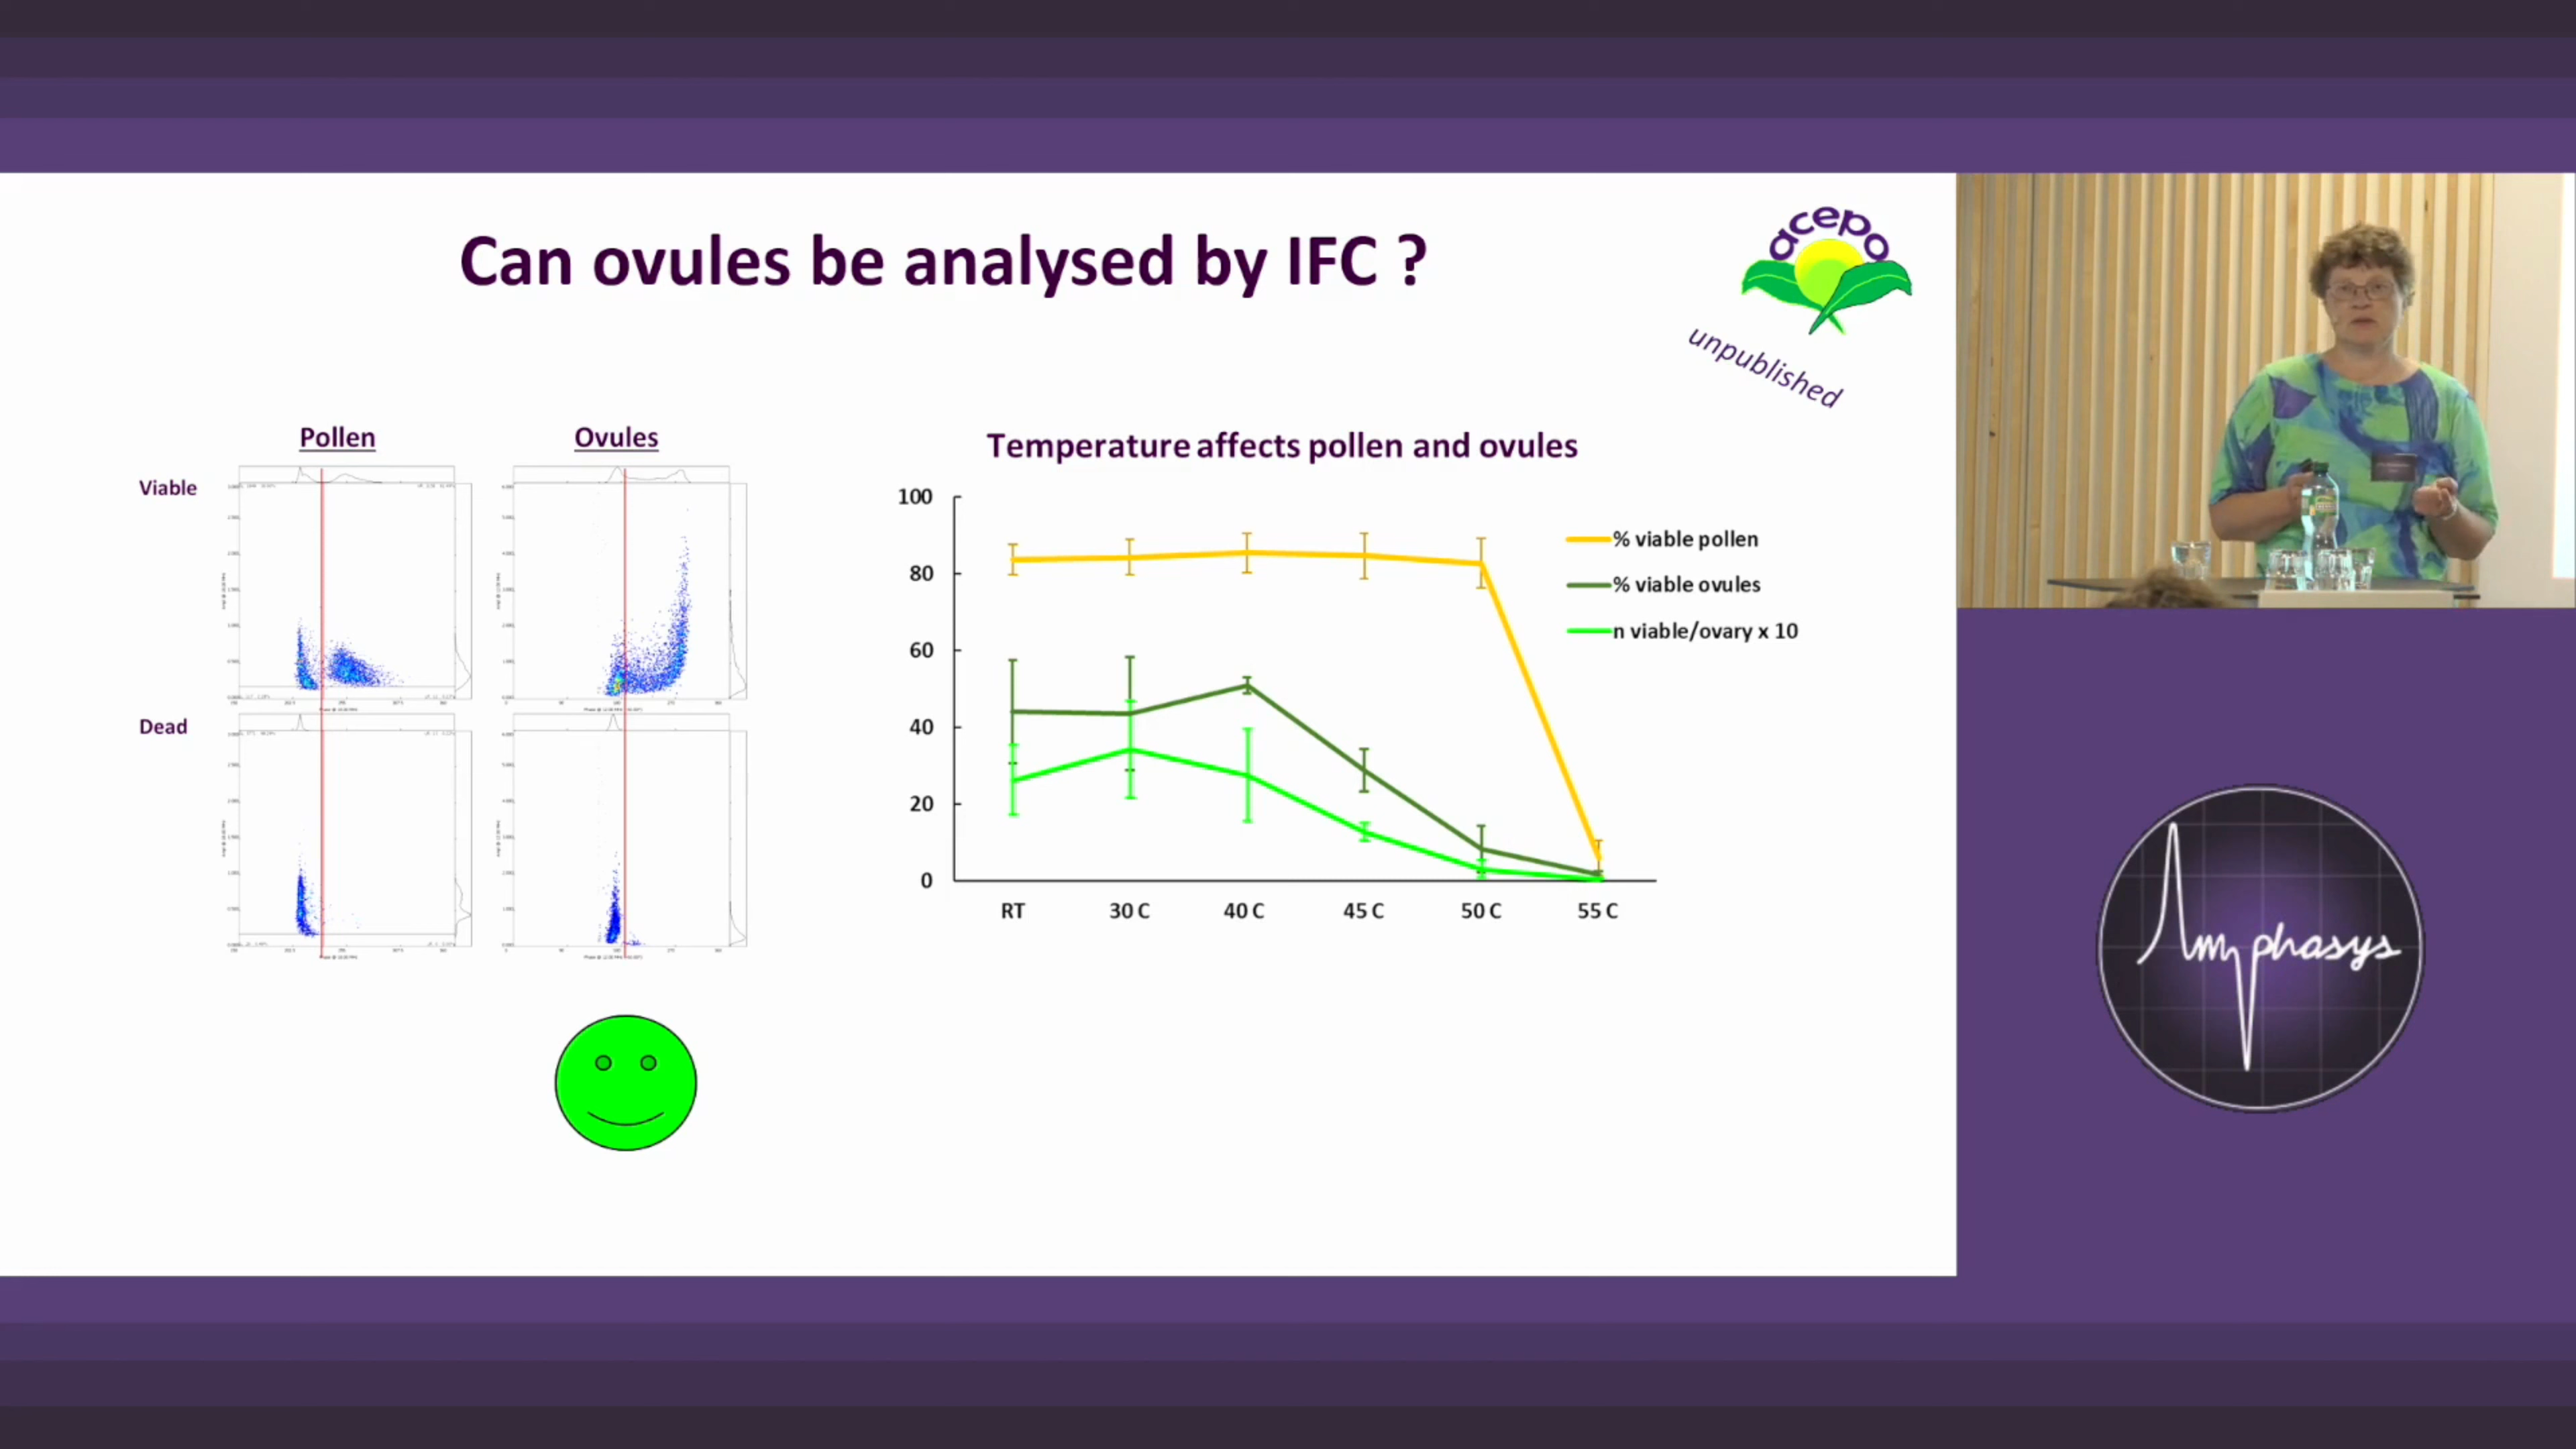 Can ovules be analysed by IFC ?
acepo
unpublished
Pollen
Ovules
Viable
Dead
Temperature affects pollen and ovules
100
80
60
40
20
0
RT
30 C
40 C
45 C
50 C
55 C
% viable pollen
% viable ovules
n viable/ovary x 10
Amphasys